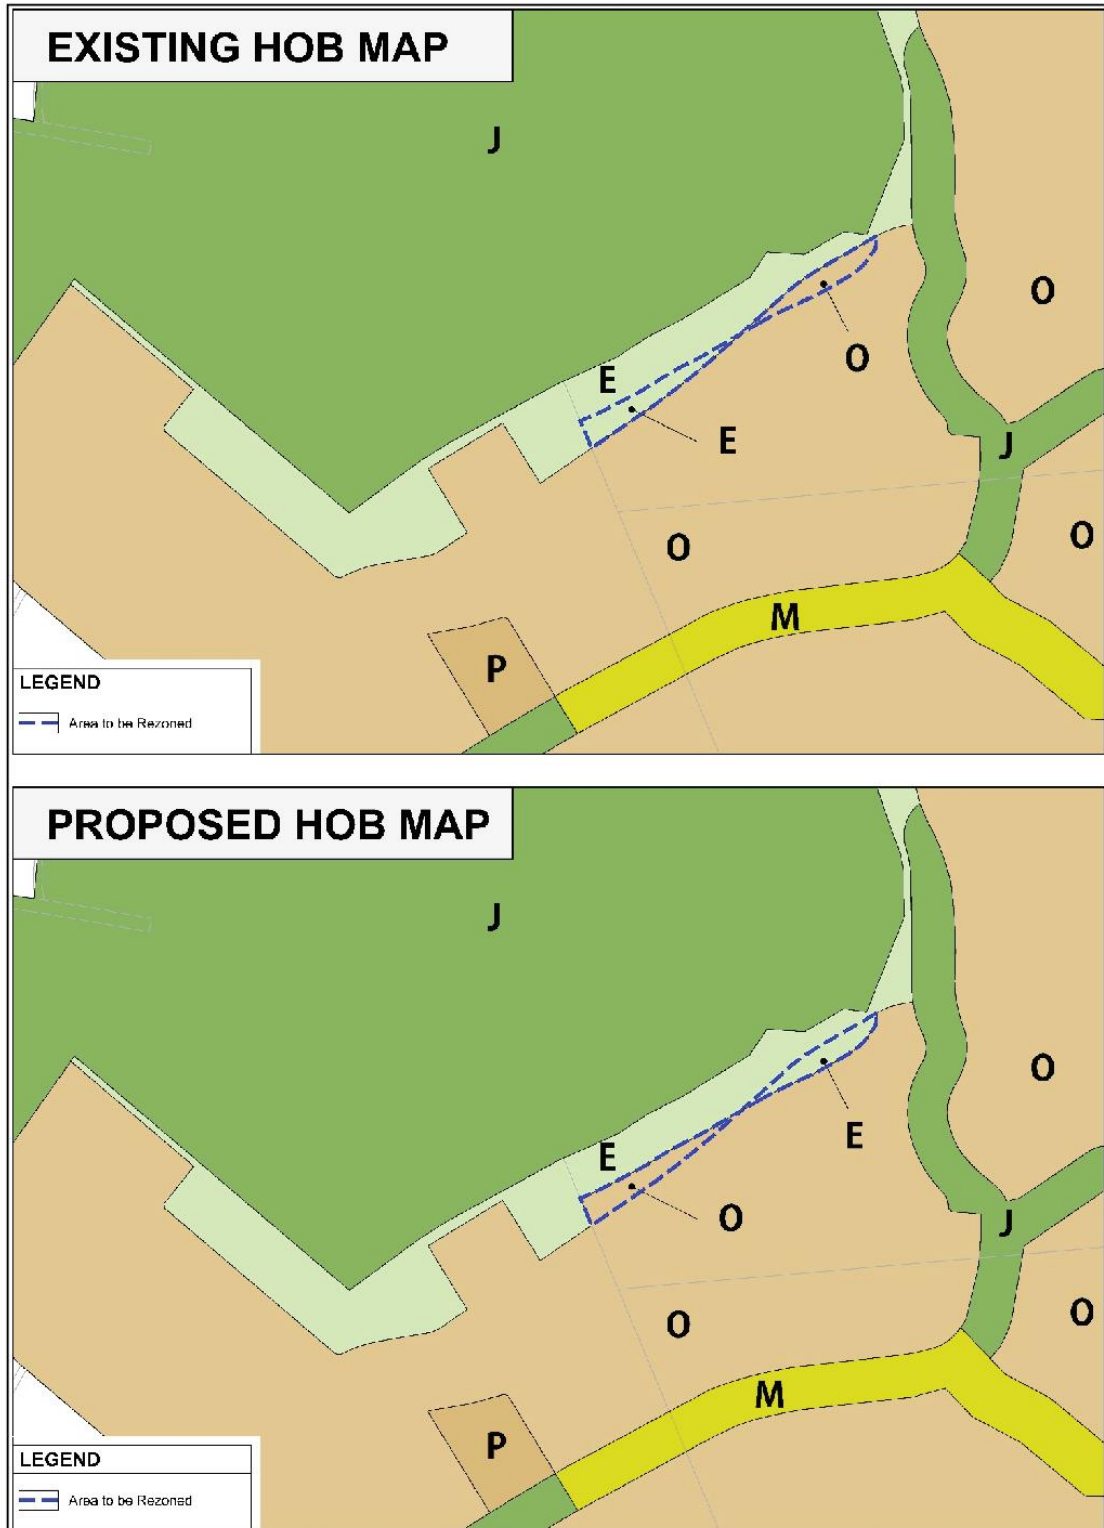 EXISTING HOB MAP
J
O
O
E
E
J
O
O
M
P
LEGEND
Area to be Rezoned
PROPOSED HOB MAP
J
O
E
E
O
J
O
O
M
P
LEGEND
Area to be Rezoned